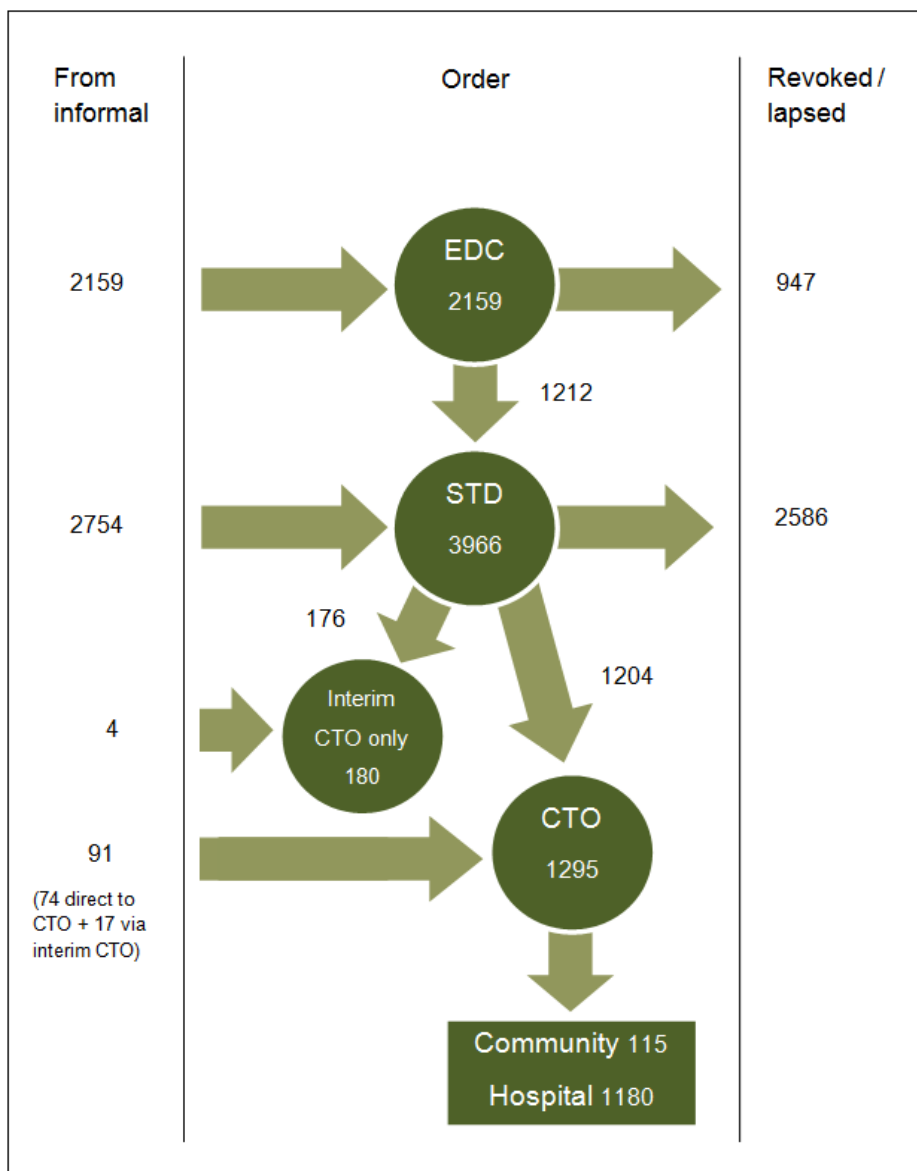 From
informal
Order
Revoked /
lapsed
2159
EDC
2159
947
1212
2754
STD
3966
2586
176
1204
4
Interim
CTO only
180
91
(74 direct to
CTO + 17 via
interim CTO)
CTO
1295
Community 115
Hospital 1180